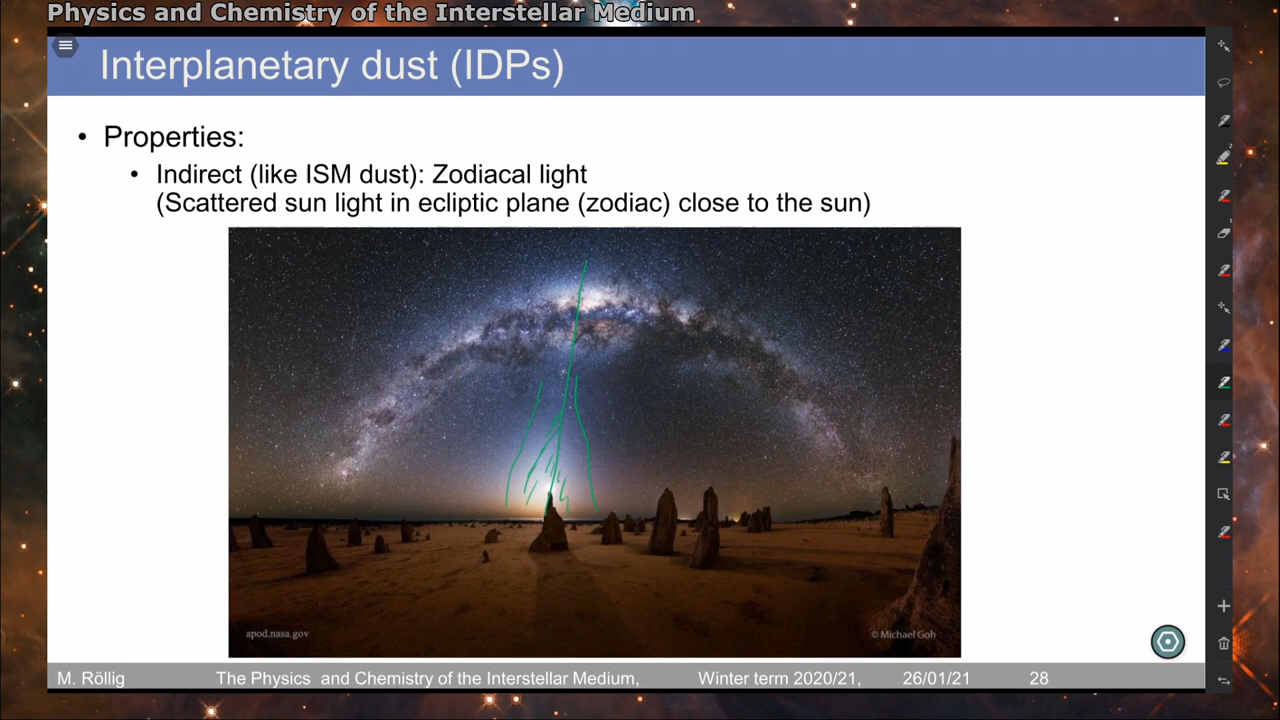 Physics and Chemistry of the Interstellar Medium
Interplanetary dust (IDPs)
• Properties:
• Indirect (like ISM dust): Zodiacal light
(Scattered sun light in ecliptic plane (zodiac) close to the sun)
apod.nasa.gov
© Michael Goh
M. Röllig The Physics and Chemistry of the Interstellar Medium, Winter term 2020/21, 26/01/21 28